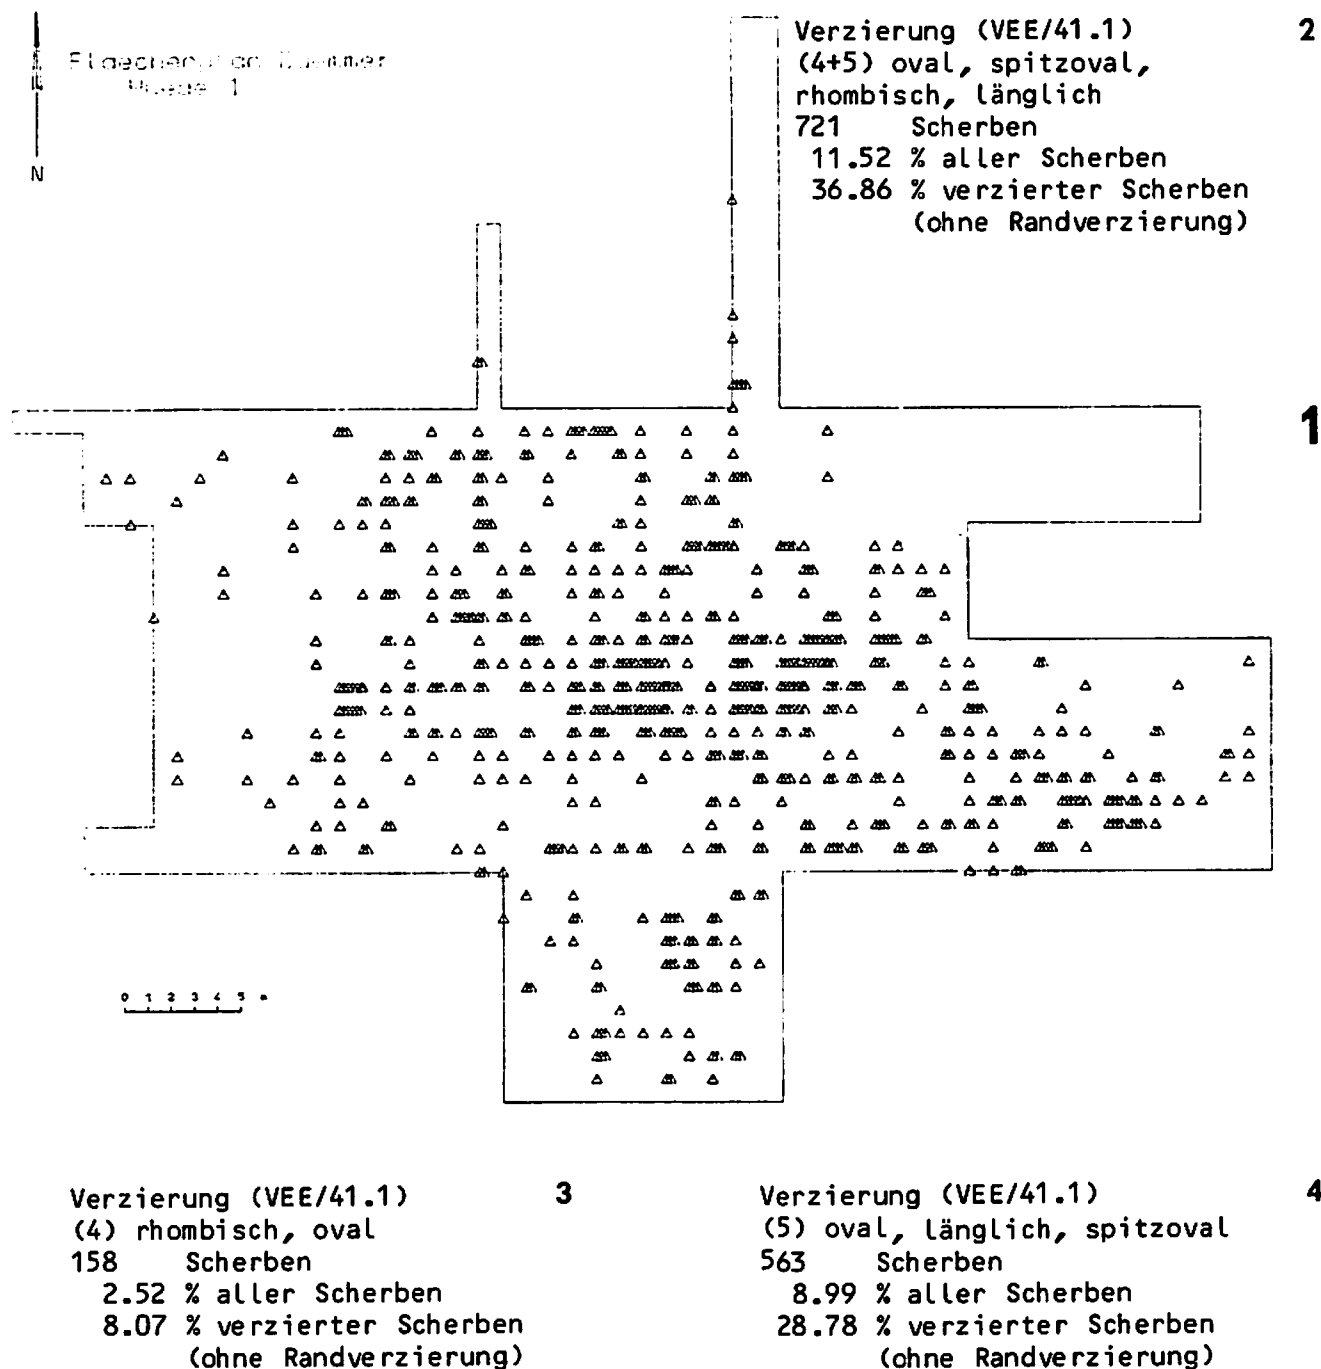 Verzierung (VEE/41.1) 2
(4+5) oval, spitzoval,
rhombisch, länglich
721 Scherben
11.52 % aller Scherben
36.86 % verzierter Scherben
(ohne Randverzierung)
N
1
0 1 2 3 4 5
Verzierung (VEE/41.1) 3
(4) rhombisch, oval
158 Scherben
2.52 % aller Scherben
8.07 % verzierter Scherben
(ohne Randverzierung)
Verzierung (VEE/41.1) 4
(5) oval, länglich, spitzoval
563 Scherben
8.99 % aller Scherben
28.78 % verzierter Scherben
(ohne Randverzierung)